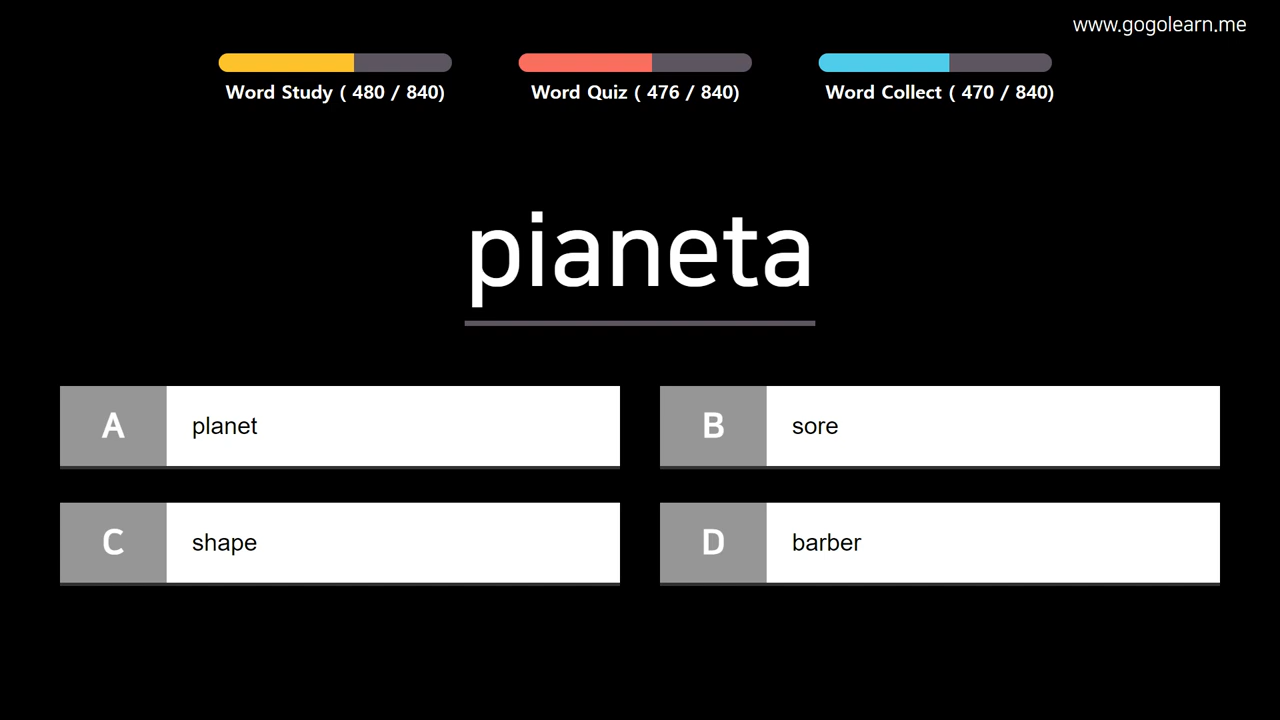 www.gogolearn.me
Word Study ( 480 / 840)
Word Quiz ( 476 / 840)
Word Collect ( 470 / 840)
pianeta
A planet
B sore
C shape
D barber